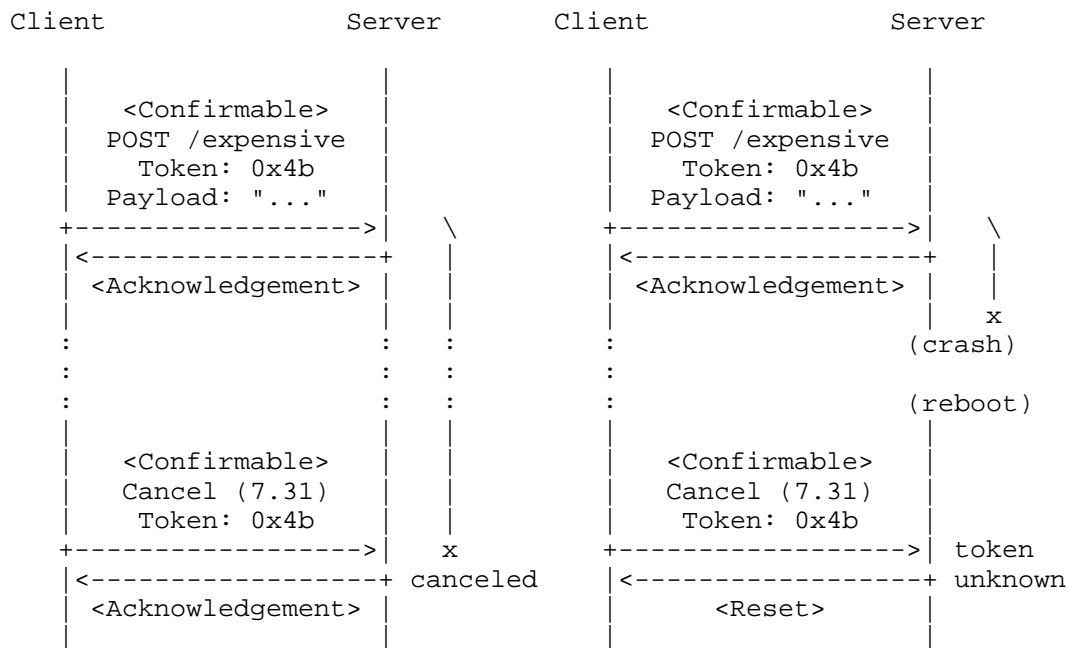 Client Server Client Server
<Confirmable> <Confirmable>
POST /expensive POST /expensive
Token: 0x4b Token: 0x4b
Payload: "..." Payload: "..."
+------------------>| \ +------------------>| \
|<------------------+ | |<------------------+ |
<Acknowledgement> <Acknowledgement>
x
: : : : (crash)
: : : :
: : : : (reboot)
<Confirmable> <Confirmable>
Cancel (7.31) Cancel (7.31)
Token: 0x4b Token: 0x4b
+------------------>| x +------------------>| token
|<------------------+ canceled |<------------------+ unknown
<Acknowledgement> <Reset>